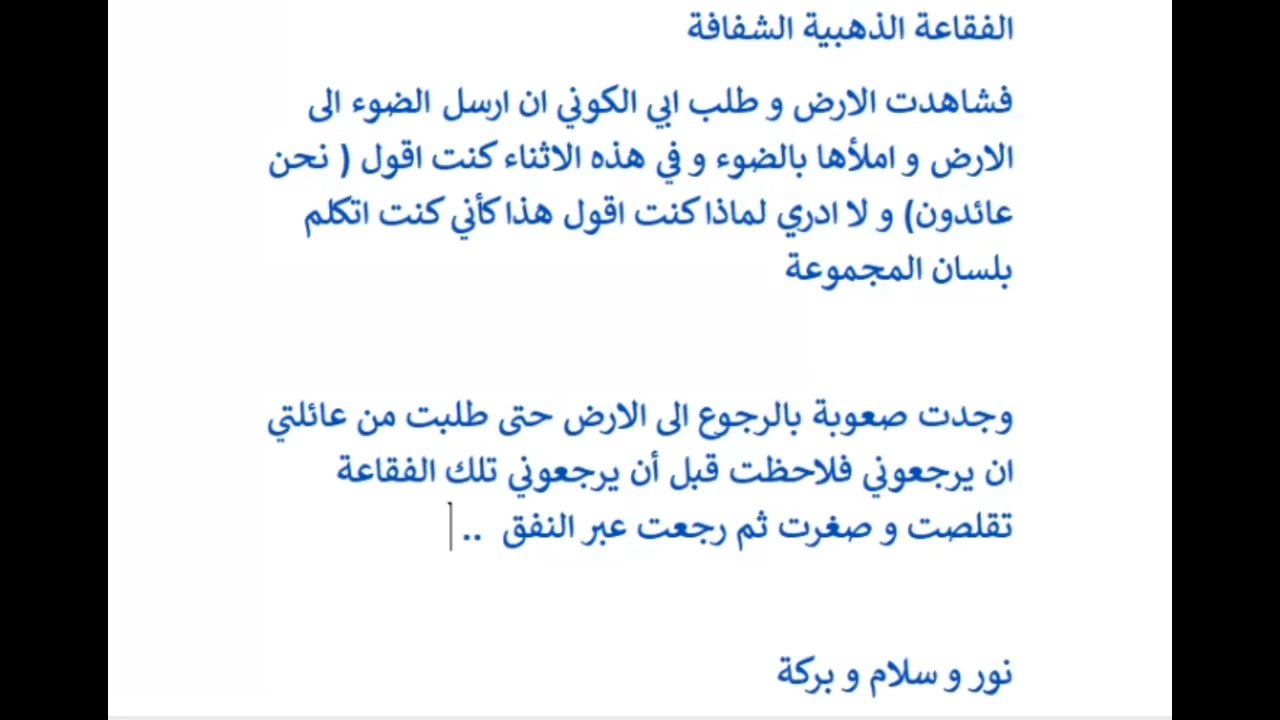 الفقاعة الذهبية الشفافة
فشاهدت الارض و طلب ابي الكوني ان ارسل الضوء الى
الارض و املأها بالضوء و في هذه الاثناء كنت اقول ( نحن
عائدون) و لا ادري لماذا كنت اقول هذا كأني كنت اتكلم
بلسان المجموعة
وجدت صعوبة بالرجوع الى الارض حتى طلبت من عائلتي
ان يرجعوني فلاحظت قبل أن يرجعوني تلك الفقاعة
تقلصت و صغرت ثم رجعت عبر النفق ..
نور و سلام و بركة